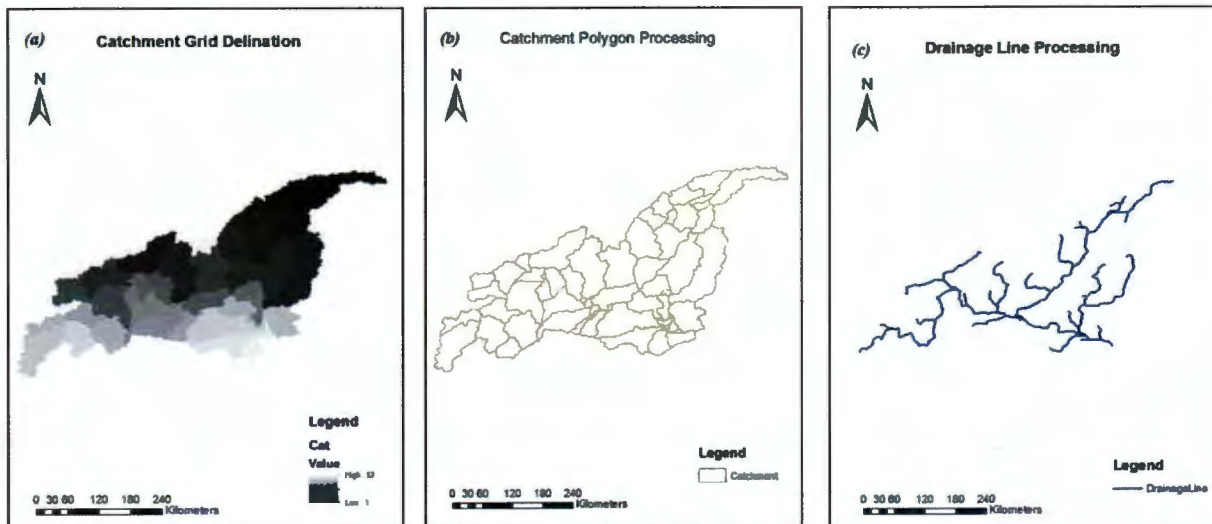 (a) Catchment Grid Delination
N
Legend
Cat
Value
High 53
Low 1
0 30 60 120 180 240
Kilometers
(b) Catchment Polygon Processing
N
Legend
Catchment
0 30 60 120 180 240
Kilometers
(c) Drainage Line Processing
N
Legend
DrainageLine
0 30 60 120 180 240
Kilometers